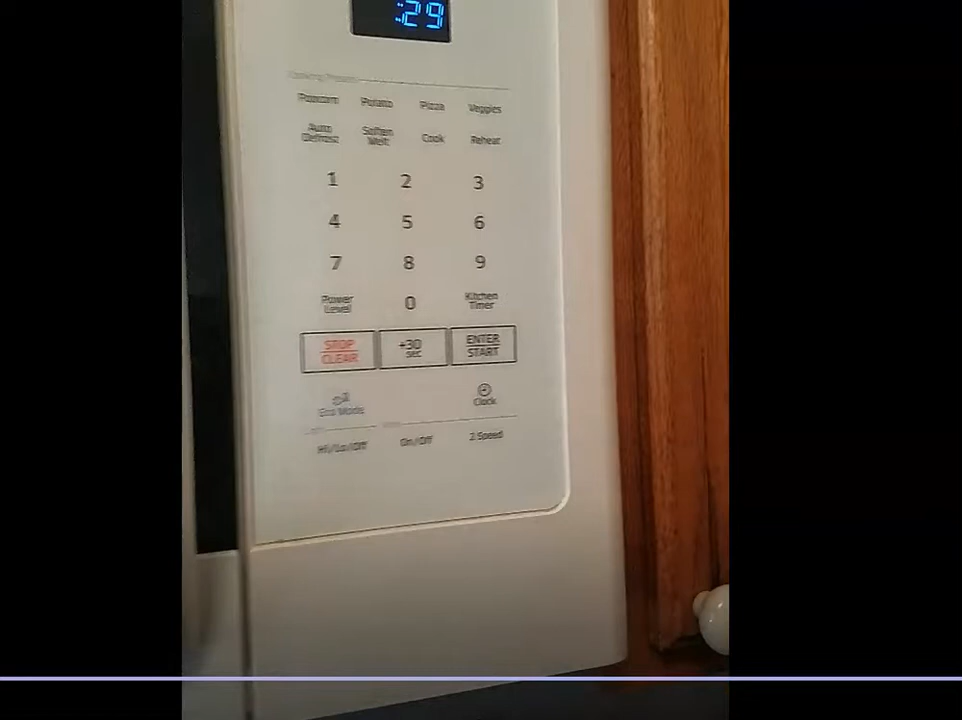 :29
Cooking Presets
Popcorn Potato Pizza Veggies
Auto Defrost Soften Melt Cook Reheat
1 2 3
4 5 6
7 8 9
Power Level 0 Kitchen Timer
STOP CLEAR +30 sec ENTER START
Eco Mode Clock
Hi/Lo/Off On/Off 2 Speed